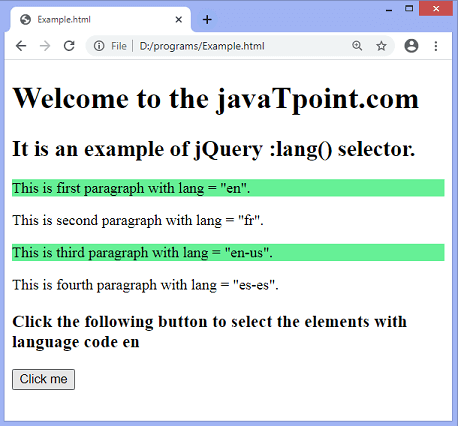 Example.html
File | D:/programs/Example.html
Welcome to the javaTpoint.com
It is an example of jQuery :lang() selector.
This is first paragraph with lang = "en".
This is second paragraph with lang = "fr".
This is third paragraph with lang = "en-us".
This is fourth paragraph with lang = "es-es".
Click the following button to select the elements with
language code en
Click me